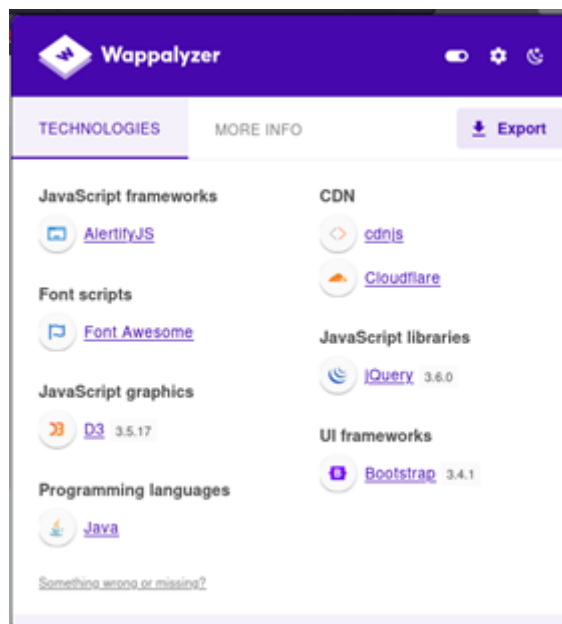 Wappalyzer
TECHNOLOGIES
MORE INFO
Export
JavaScript frameworks
AlertifyJS
Font scripts
Font Awesome
JavaScript graphics
D3 3.5.17
Programming languages
Java
Something wrong or missing?
CDN
cdnjs
Cloudflare
JavaScript libraries
jQuery 3.6.0
UI frameworks
Bootstrap 3.4.1